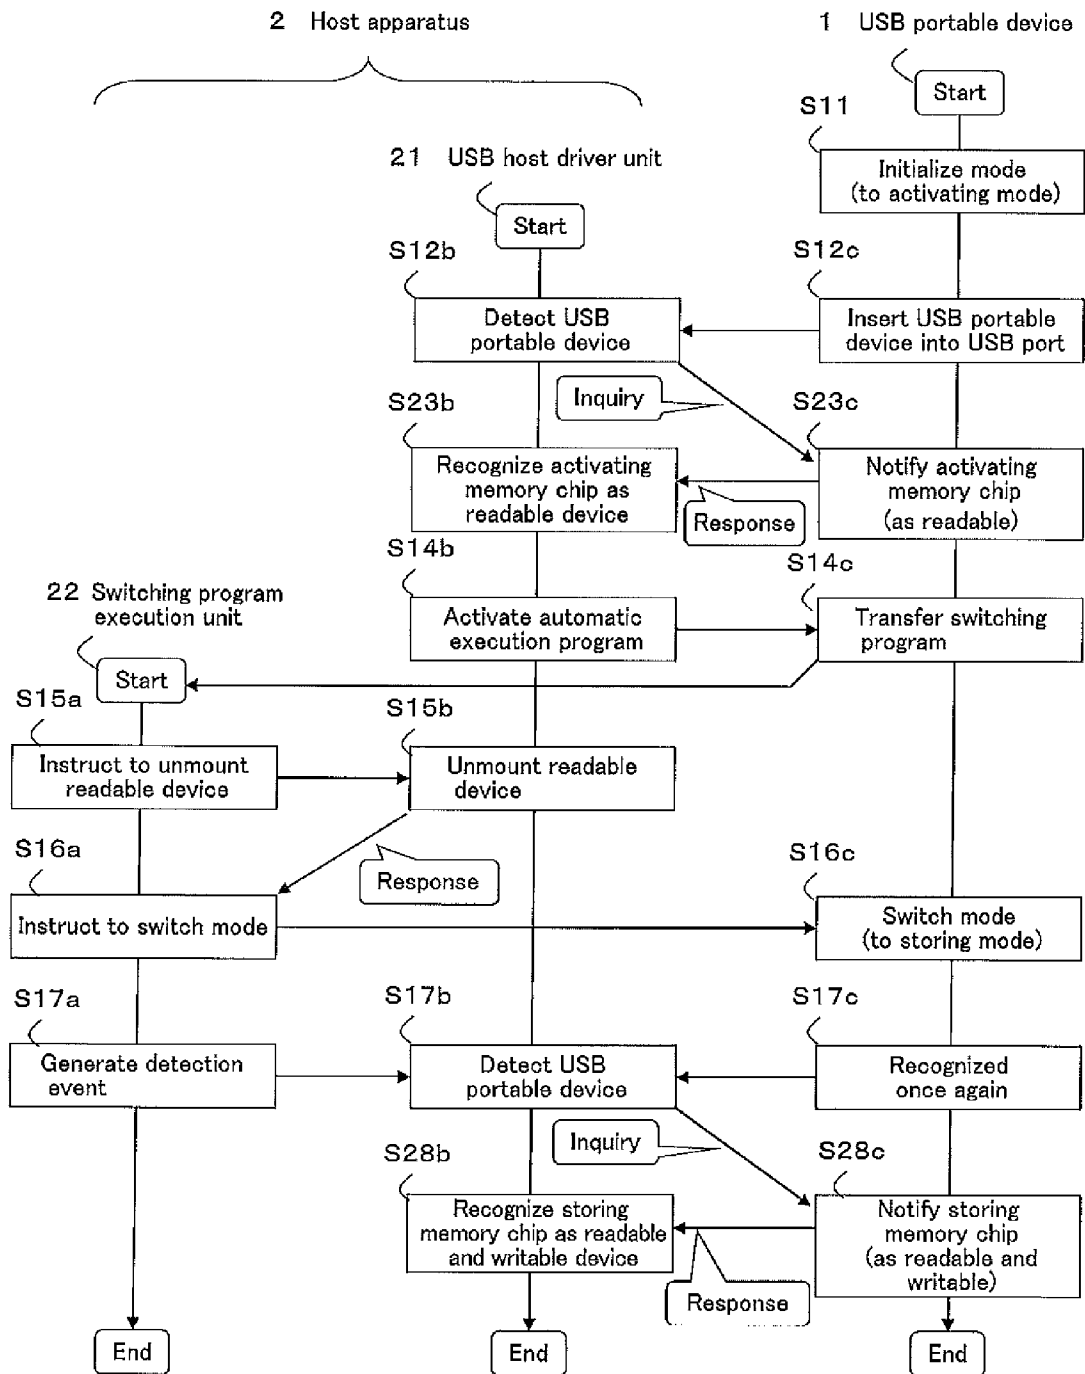 2 Host apparatus
1 USB portable device
Start
S11
Initialize mode
(to activating mode)
21 USB host driver unit
Start
S12b
Detect USB
portable device
S12c
Insert USB portable
device into USB port
Inquiry
S23b
Recognize activating
memory chip as
readable device
S23c
Notify activating
memory chip
(as readable)
Response
S14b
Activate automatic
execution program
S14c
Transfer switching
program
22 Switching program
execution unit
Start
S15a
Instruct to unmount
readable device
S15b
Unmount readable
device
Response
S16a
Instruct to switch mode
S16c
Switch mode
(to storing mode)
S17a
Generate detection
event
S17b
Detect USB
portable device
S17c
Recognized
once again
Inquiry
S28b
Recognize storing
memory chip as readable
and writable device
S28c
Notify storing
memory chip
(as readable and
writable)
Response
End
End
End